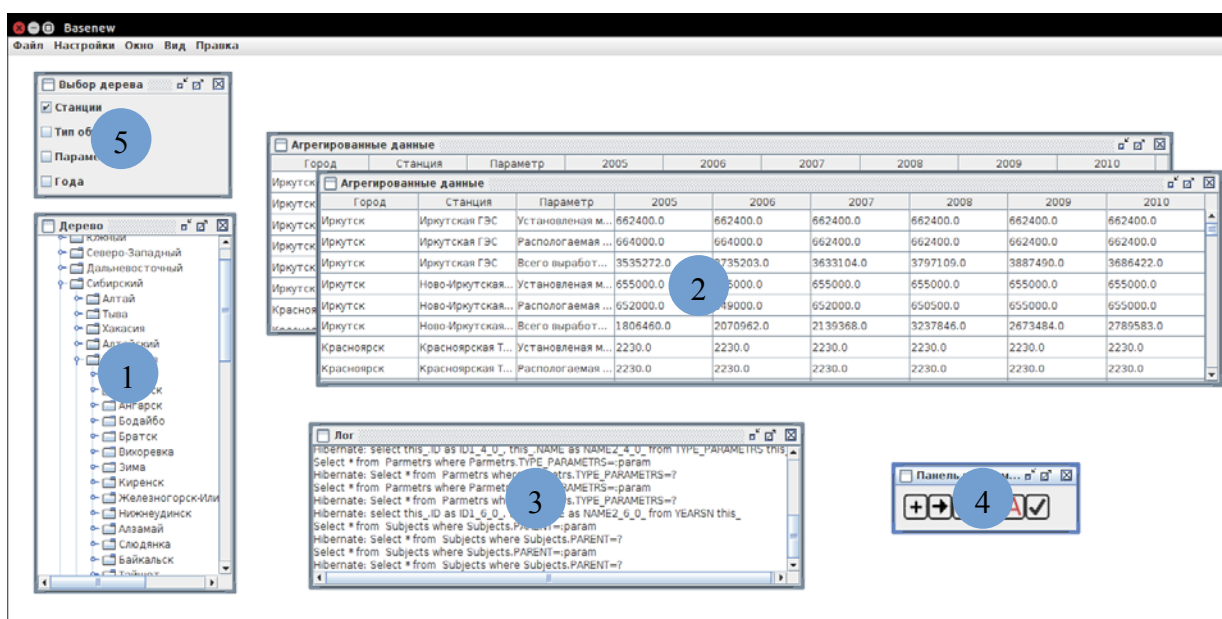 Basenew
Файл Настройки Окно Вид Правка
Выбор дерева
Станции
Тип об
5
Парам
Года
Дерево
Северо-Западный
Дальневосточный
Сибирский
Алтай
Тыва
Хакасия
1
Ангарск
Бодайбо
Братск
Вихоревка
Зима
Киренск
Железногорск-Или
Нижнеудинск
Алзамай
Слюдянка
Байкальск
Агрегированные данные
Город Станция Параметр 2005 2006 2007 2008 2009 2010
Иркутск
Иркутск
Иркутск
Иркутск
Иркутск
Иркутск
Красноя
Агрегированные данные
Город Станция Параметр 2005 2006 2007 2008 2009 2010
Иркутск Иркутская ГЭС Установленая м... 662400.0 662400.0 662400.0 662400.0 662400.0 662400.0
Иркутск Иркутская ГЭС Распологаемая ... 664000.0 664000.0 662400.0 662400.0 662400.0 662400.0
Иркутск Иркутская ГЭС Всего выработ... 3535272.0 735203.0 3633104.0 3797109.0 3887490.0 3686422.0
Иркутск Ново-Иркутская... Установленая м... 655000.0 5000.0 655000.0 655000.0 655000.0 655000.0
2
Иркутск Ново-Иркутская... Распологаемая ... 652000.0 49000.0 652000.0 650500.0 655000.0 655000.0
Иркутск Ново-Иркутская... Всего выработ... 1806460.0 2070962.0 2139368.0 3237846.0 2673484.0 2789583.0
Красноярск Красноярская Т... Установленая м... 2230.0 2230.0 2230.0 2230.0 2230.0 2230.0
Красноярск Красноярская Т... Распологаемая ... 2230.0 2230.0 2230.0 2230.0 2230.0 2230.0
Лог
Hibernate: select this_.ID as ID1_4_0_, this_.NAME as NAME2_4_0_ from TYPE_PARAMETRS this_
Select * from Parmetrs where Parmetrs.TYPE_PARAMETRS=:param
Hibernate: Select * from Parmetrs where s.TYPE_PARAMETRS=?
Select * from Parmetrs where Parm RAMETRS=:param
Hibernate: Select * from Parmetrs wh s.TYPE_PARAMETRS=?
3
Hibernate: select this_.ID as ID1_6_0_, E as NAME2_6_0_ from YEARSN this_
Select * from Subjects where Subjects.PARENT=:param
Hibernate: Select * from Subjects where Subjects.PARENT=?
Select * from Subjects where Subjects.PARENT=:param
Hibernate: Select * from Subjects where Subjects.PARENT=?
Панель м...
4
A